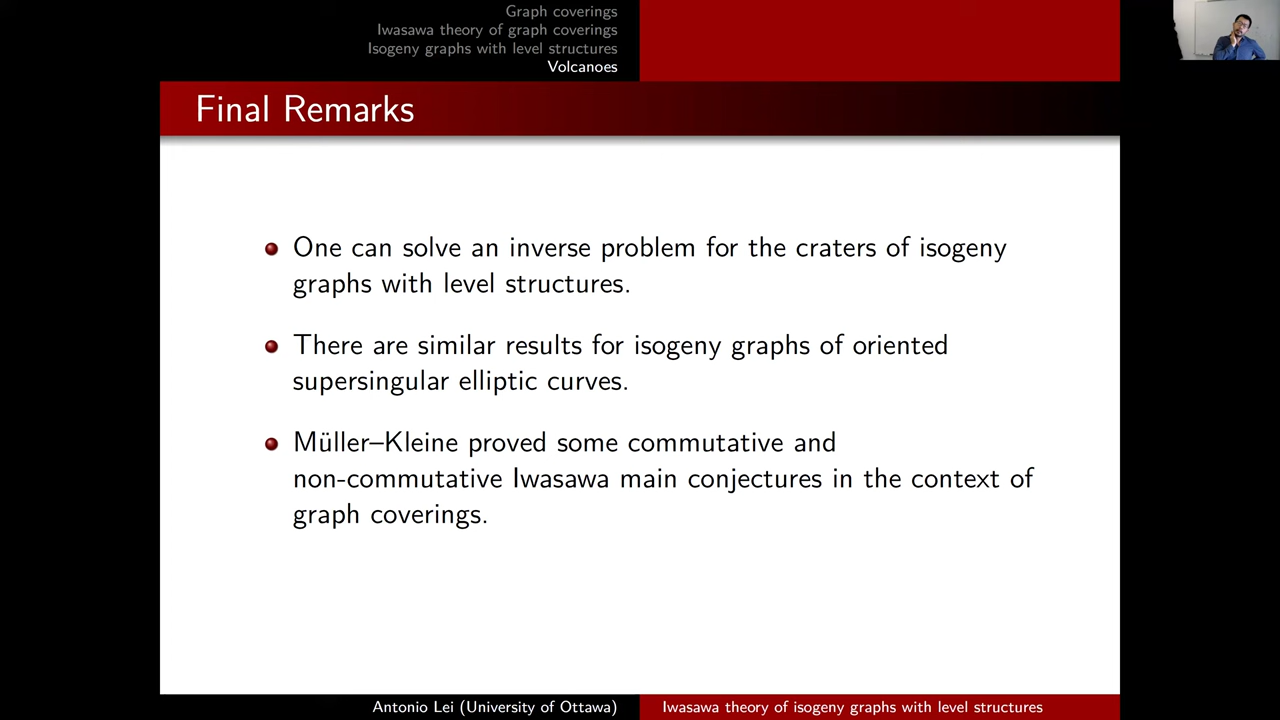 Graph coverings
Iwasawa theory of graph coverings
Isogeny graphs with level structures
Volcanoes
Final Remarks
One can solve an inverse problem for the craters of isogeny
graphs with level structures.
There are similar results for isogeny graphs of oriented
supersingular elliptic curves.
Müller–Kleine proved some commutative and
non-commutative Iwasawa main conjectures in the context of
graph coverings.
Antonio Lei (University of Ottawa)
Iwasawa theory of isogeny graphs with level structures